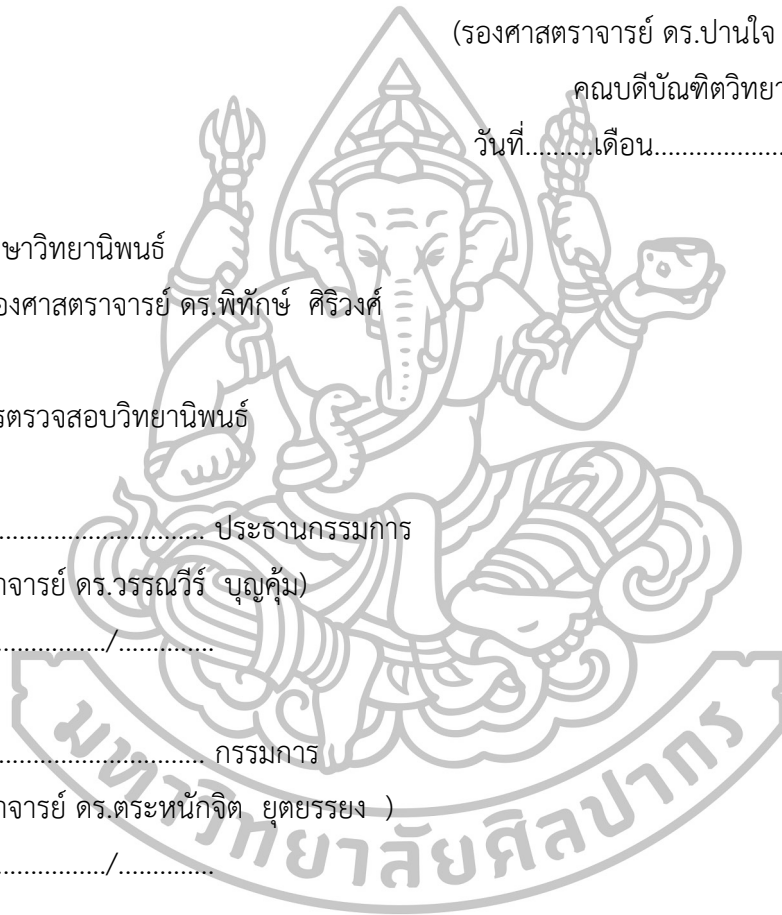 (รองศาสตราจารย์ ดร.ปานใจ
คณบดีบัณฑิตวิทยา
วันที่..........เดือน...................
ษาวิทยานิพนธ์
องศาสตราจารย์ ดร.พิทักษ์ ศิริวงศ์
รตรวจสอบวิทยานิพนธ์
............................... ประธานกรรมการ
าจารย์ ดร.วรรณวีร์ บุญคุ้ม)
................/..............
............................... กรรมการ
าจารย์ ดร.ตระหนักจิต ยุตยรรยง )
................/..............
มหาวิทยาลัยศิลปากร